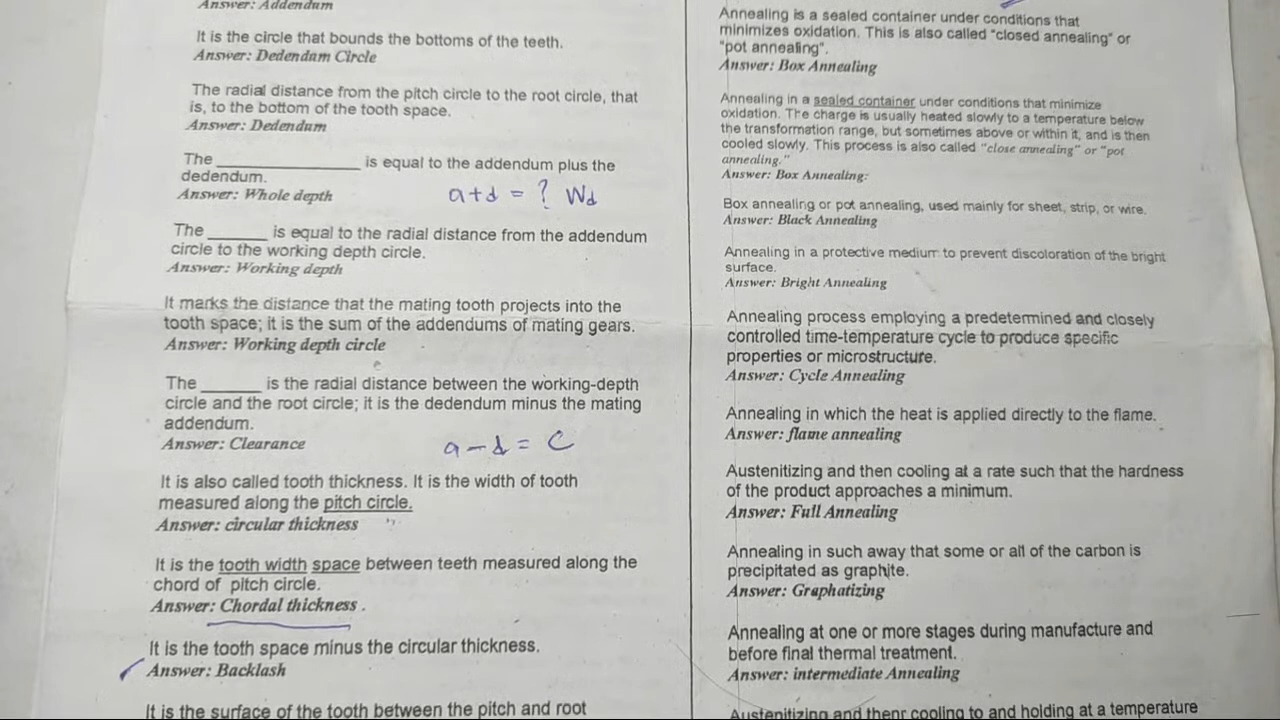 Answer: Addendum
It is the circle that bounds the bottoms of the teeth.
Answer: Dedendam Circle
The radial distance from the pitch circle to the root circle, that
is, to the bottom of the tooth space.
Answer: Dedendum
The ______________ is equal to the addendum plus the
dedendum.
Answer: Whole depth
a+d = ? Wd
The ______ is equal to the radial distance from the addendum
circle to the working depth circle.
Answer: Working depth
It marks the distance that the mating tooth projects into the
tooth space; it is the sum of the addendums of mating gears.
Answer: Working depth circle
The ______ is the radial distance between the working-depth
circle and the root circle; it is the dedendum minus the mating
addendum.
Answer: Clearance
a-d = C
It is also called tooth thickness. It is the width of tooth
measured along the pitch circle.
Answer: circular thickness
It is the tooth width space between teeth measured along the
chord of pitch circle.
Answer: Chordal thickness .
It is the tooth space minus the circular thickness.
Answer: Backlash
It is the surface of the tooth between the pitch and root
Annealing is a sealed container under conditions that
minimizes oxidation. This is also called "closed annealing" or
"pot annealing".
Answer: Box Annealing
Annealing in a sealed container under conditions that minimize
oxidation. The charge is usually heated slowly to a temperature below
the transformation range, but sometimes above or within it, and is then
cooled slowly. This process is also called "close annealing" or "pot
annealing."
Answer: Box Annealing:
Box annealing or pot annealing, used mainly for sheet, strip, or wire.
Answer: Black Annealing
Annealing in a protective medium to prevent discoloration of the bright
surface.
Answer: Bright Annealing
Annealing process employing a predetermined and closely
controlled time-temperature cycle to produce specific
properties or microstructure.
Answer: Cycle Annealing
Annealing in which the heat is applied directly to the flame.
Answer: flame annealing
Austenitizing and then cooling at a rate such that the hardness
of the product approaches a minimum.
Answer: Full Annealing
Annealing in such away that some or all of the carbon is
precipitated as graphite.
Answer: Graphatizing
Annealing at one or more stages during manufacture and
before final thermal treatment.
Answer: intermediate Annealing
Austenitizing and thenr cooling to and holding at a temperature